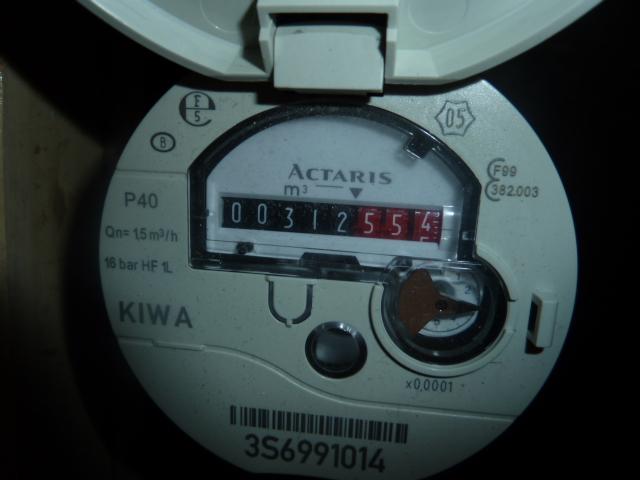 F
5
05
B
ACTARIS
F99
382.003
m³
P40
00312554
Qn= 1,5 m³/h
16 bar HF 1L
KIWA
x0,0001
3S6991014